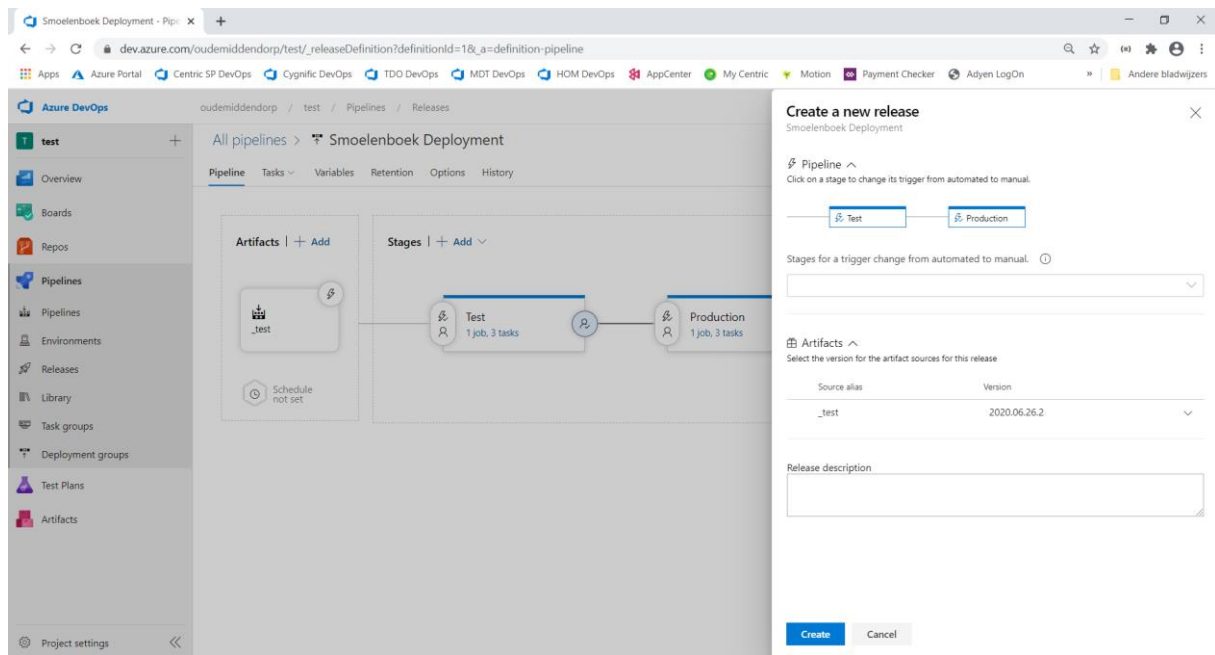 Smoelenboek Deployment - Pip
dev.azure.com/oudemiddendorp/test/_releaseDefinition?definitionId=1&_a=definition-pipeline
Apps Azure Portal Centric SP DevOps Cygnific DevOps TDO DevOps MDT DevOps HOM DevOps AppCenter My Centric Motion Payment Checker Adyen LogOn » Andere bladwijzers
Azure DevOps
oudemiddendorp / test / Pipelines / Releases
T test +
All pipelines > Smoelenboek Deployment
Pipeline Tasks Variables Retention Options History
Overview
Boards
Repos
Pipelines
Pipelines
Environments
Releases
Library
Task groups
Deployment groups
Test Plans
Artifacts
Project settings
Artifacts | + Add
_test
Schedule
not set
Stages | + Add
Test
1 job, 3 tasks
Production
1 job, 3 tasks
Create a new release
Smoelenboek Deployment
Pipeline
Click on a stage to change its trigger from automated to manual.
Test
Production
Stages for a trigger change from automated to manual.
Artifacts
Select the version for the artifact sources for this release
Source alias Version
_test 2020.06.26.2
Release description
Create Cancel